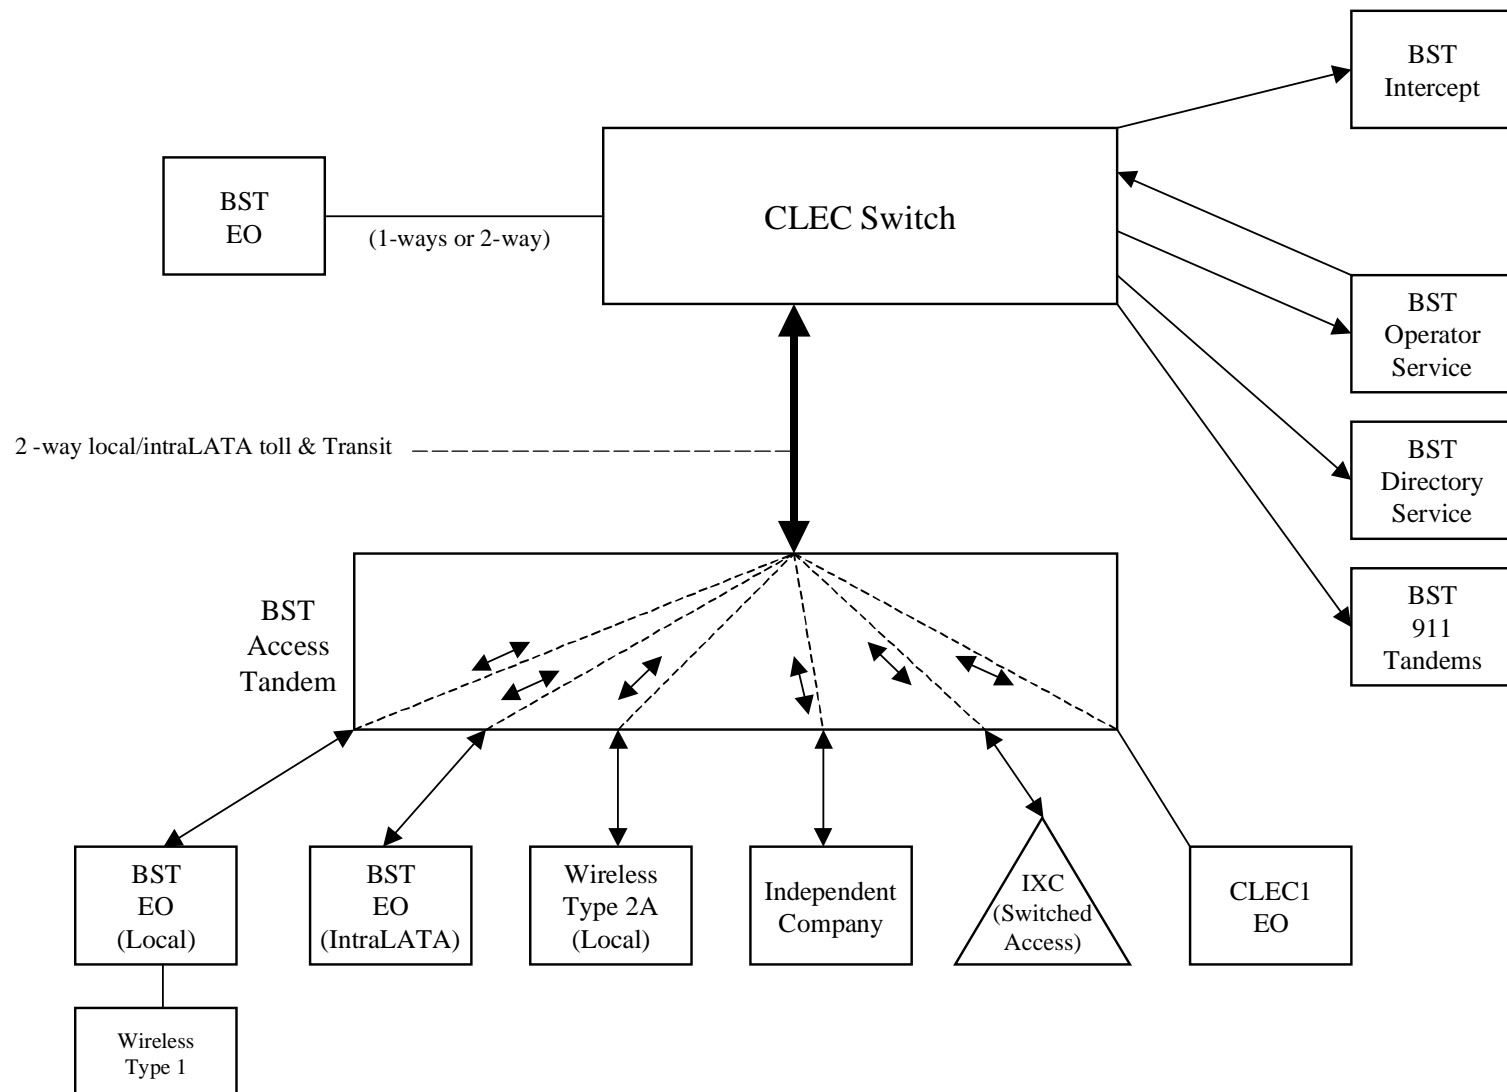 BST
Intercept
CLEC Switch
BST
EO
(1-ways or 2-way)
BST
Operator
Service
2 -way local/intraLATA toll & Transit
BST
Directory
Service
BST
911
Tandems
BST
Access
Tandem
BST
EO
(Local)
BST
EO
(IntraLATA)
Wireless
Type 2A
(Local)
Independent
Company
IXC
(Switched
Access)
CLEC1
EO
Wireless
Type 1